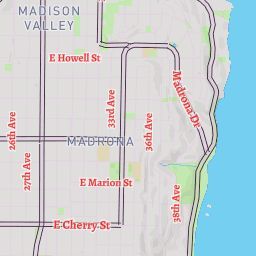 MADISON
VALLEY
E Howell St
Madrona Dr
33rd Ave
36th Ave
26th Ave
MADRONA
27th Ave
E Marion St
38th Ave
E Cherry St